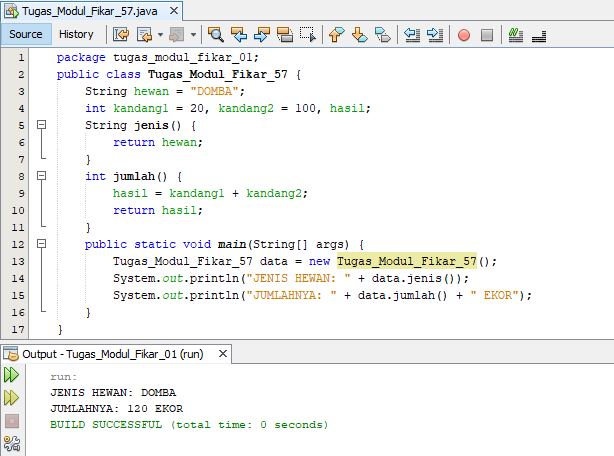 Tugas_Modul_Fikar_57.java
Source History
1 package tugas_modul_fikar_01;
2 public class Tugas_Modul_Fikar_57 {
3 String hewan = "DOMBA";
4 int kandang1 = 20, kandang2 = 100, hasil;
5 String jenis() {
6 return hewan;
7 }
8 int jumlah() {
9 hasil = kandang1 + kandang2;
10 return hasil;
11 }
12 public static void main(String[] args) {
13 Tugas_Modul_Fikar_57 data = new Tugas_Modul_Fikar_57();
14 System.out.println("JENIS HEWAN: " + data.jenis());
15 System.out.println("JUMLAHNYA: " + data.jumlah() + " EKOR");
16 }
17 }
Output - Tugas_Modul_Fikar_01 (run)
run:
JENIS HEWAN: DOMBA
JUMLAHNYA: 120 EKOR
BUILD SUCCESSFUL (total time: 0 seconds)